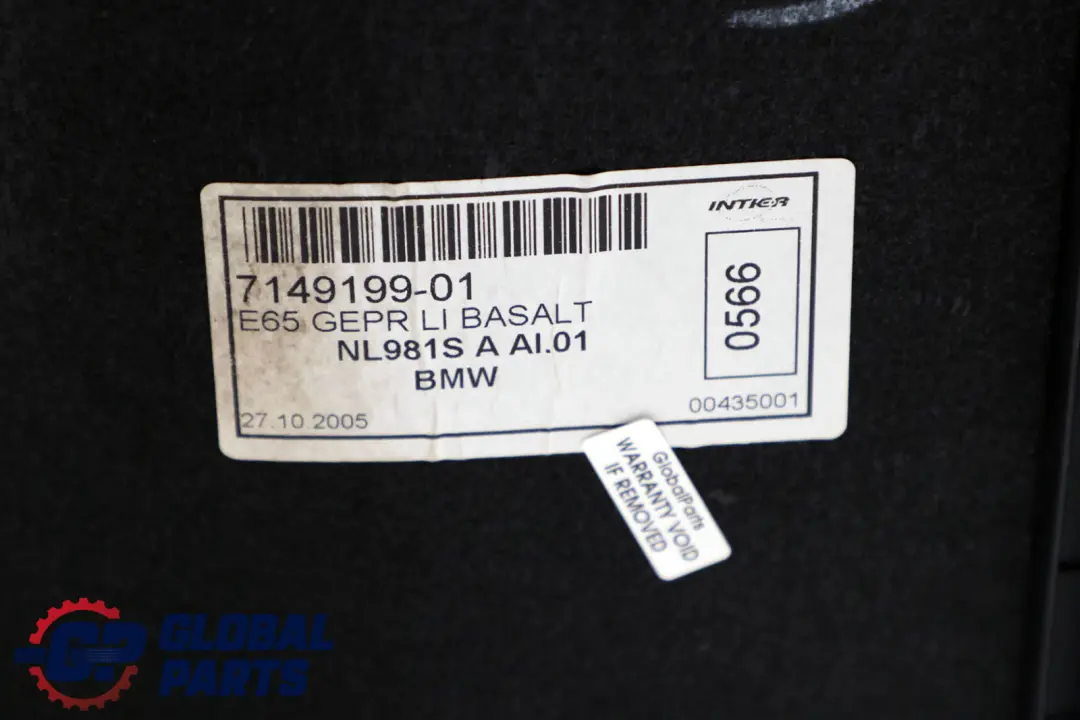 INTIER
7149199-01
E65 GEPR LI BASALT
NL981S A AI.01
BMW
27.10.2005
0566
00435001
GlobalParts
WARRANTY VOID
IF REMOVED
GP GLOBAL
PARTS